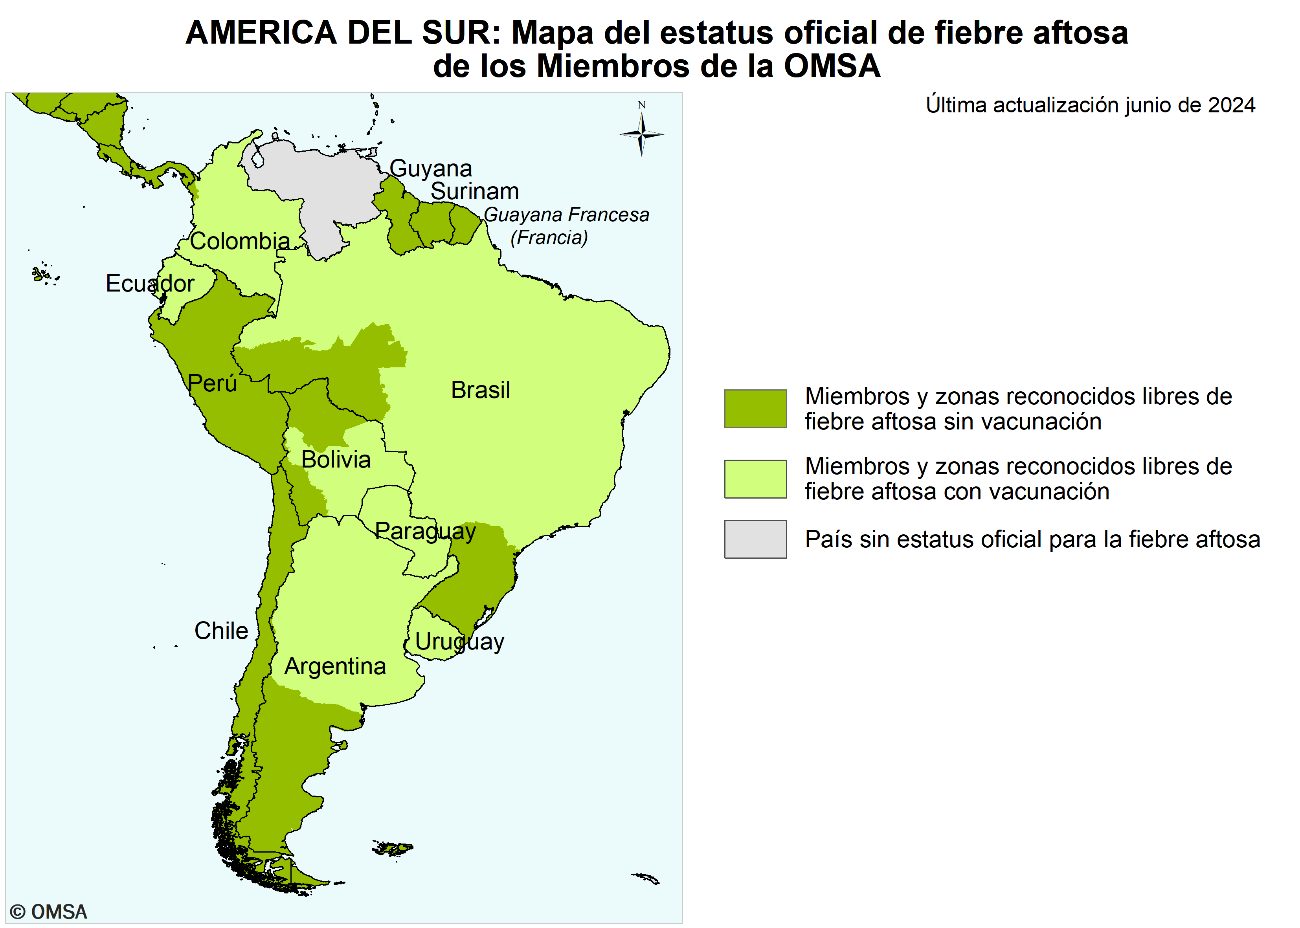 AMERICA DEL SUR: Mapa del estatus oficial de fiebre aftosa
de los Miembros de la OMSA
Última actualización junio de 2024
N
Guyana
Surinam
Guayana Francesa
(Francia)
Colombia
Ecuador
Perú
Brasil
Bolivia
Paraguay
Chile
Uruguay
Argentina
Miembros y zonas reconocidos libres de
fiebre aftosa sin vacunación
Miembros y zonas reconocidos libres de
fiebre aftosa con vacunación
País sin estatus oficial para la fiebre aftosa
© OMSA